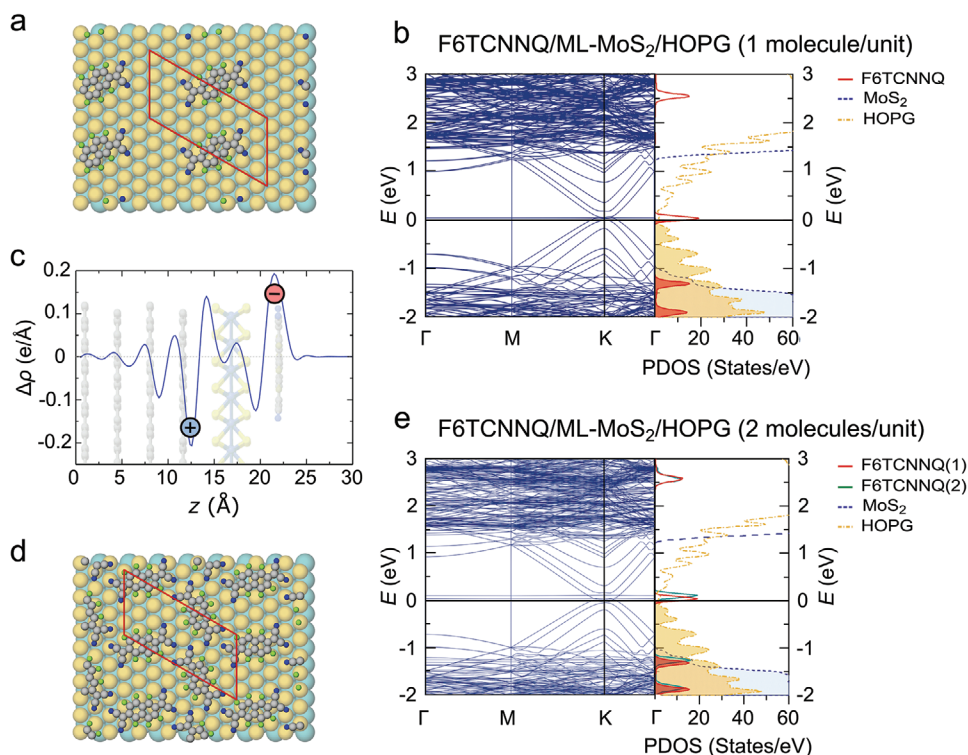 a
b
F6TCNNQ/ML-MoS₂/HOPG (1 molecule/unit)
3
2
1
0
-1
-2
E (eV)
Γ
M
K
Γ
20
40
60
PDOS (States/eV)
3
2
1
0
-1
-2
E (eV)
F6TCNNQ
MoS₂
HOPG
c
0.2
0.1
0
0.1
-0.2
Δρ (e/Å)
−
+
0
5
10
15
20
25
30
z (Å)
d
e
F6TCNNQ/ML-MoS₂/HOPG (2 molecules/unit)
3
2
1
0
-1
-2
E (eV)
Γ
M
K
Γ
20
40
60
PDOS (States/eV)
3
2
1
0
-1
-2
E (eV)
F6TCNNQ(1)
F6TCNNQ(2)
MoS₂
HOPG